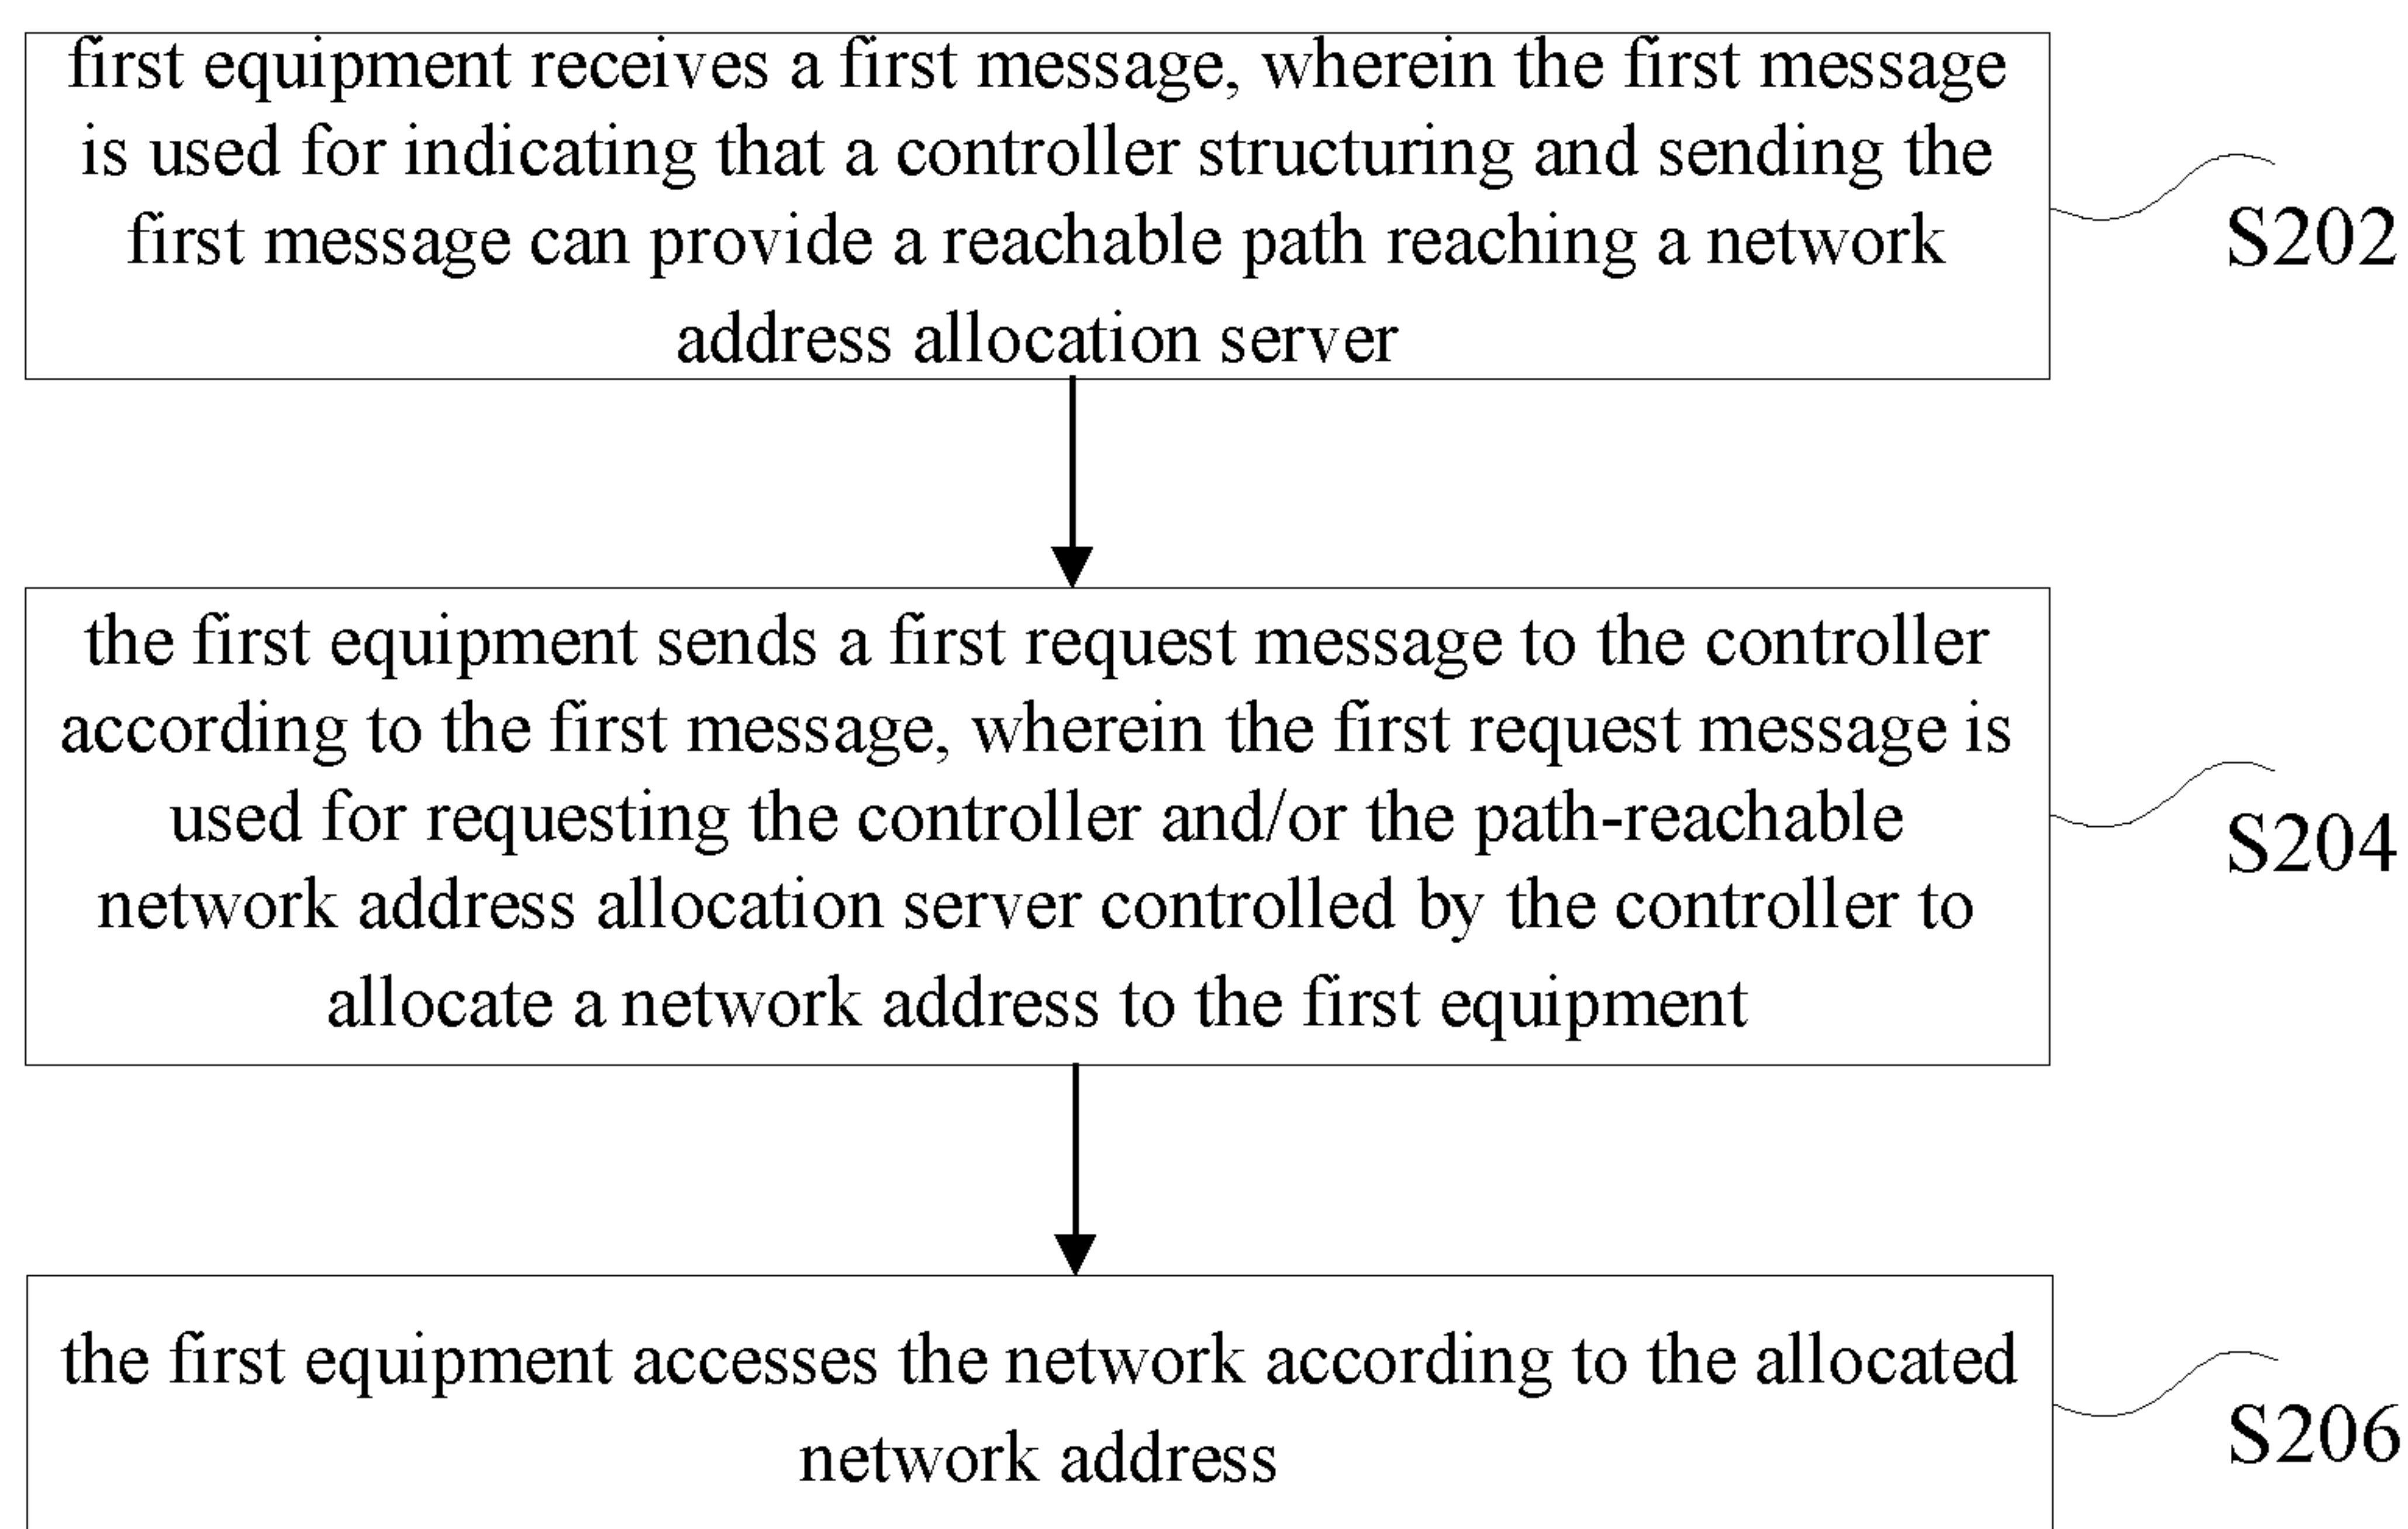 first equipment receives a first message, wherein the first message
is used for indicating that a controller structuring and sending the
first message can provide a reachable path reaching a network
address allocation server
S202
the first equipment sends a first request message to the controller
according to the first message, wherein the first request message is
used for requesting the controller and/or the path-reachable
network address allocation server controlled by the controller to
allocate a network address to the first equipment
S204
the first equipment accesses the network according to the allocated
network address
S206